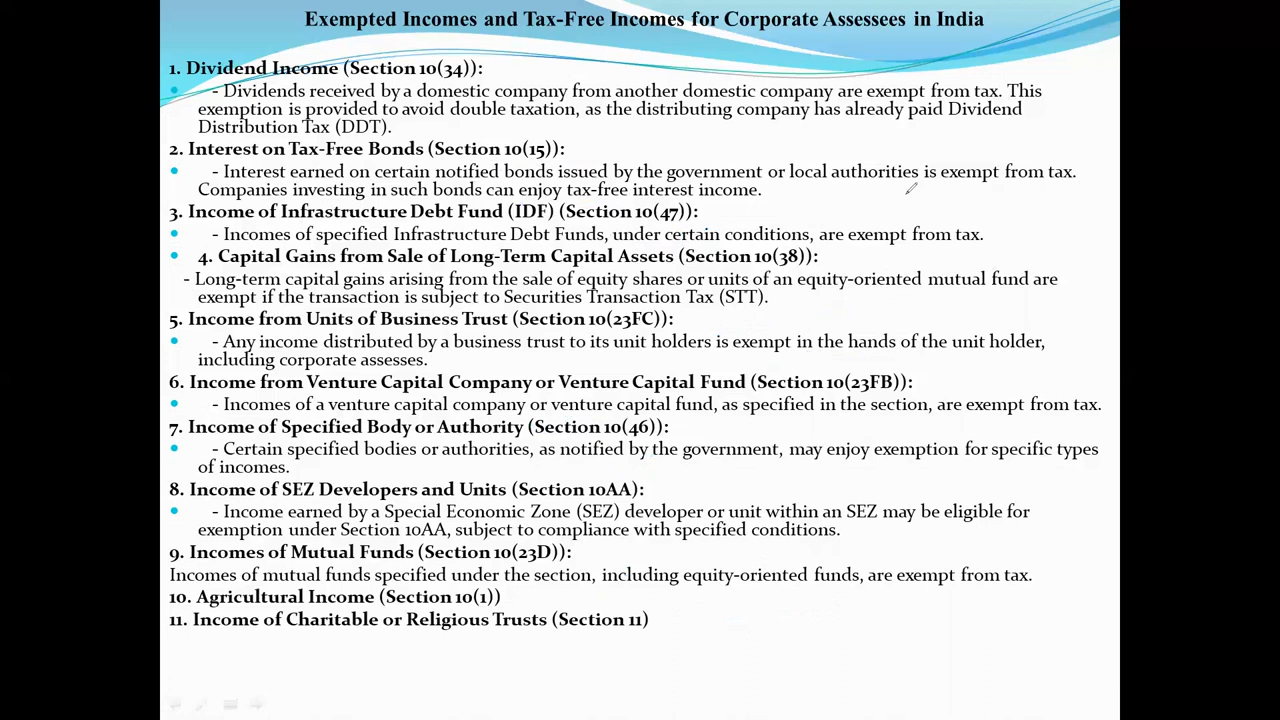 Exempted Incomes and Tax-Free Incomes for Corporate Assessees in India
1. Dividend Income (Section 10(34)):
• - Dividends received by a domestic company from another domestic company are exempt from tax. This
exemption is provided to avoid double taxation, as the distributing company has already paid Dividend
Distribution Tax (DDT).
2. Interest on Tax-Free Bonds (Section 10(15)):
• - Interest earned on certain notified bonds issued by the government or local authorities is exempt from tax.
Companies investing in such bonds can enjoy tax-free interest income.
3. Income of Infrastructure Debt Fund (IDF) (Section 10(47)):
• - Incomes of specified Infrastructure Debt Funds, under certain conditions, are exempt from tax.
• 4. Capital Gains from Sale of Long-Term Capital Assets (Section 10(38)):
- Long-term capital gains arising from the sale of equity shares or units of an equity-oriented mutual fund are
exempt if the transaction is subject to Securities Transaction Tax (STT).
5. Income from Units of Business Trust (Section 10(23FC):
• - Any income distributed by a business trust to its unit holders is exempt in the hands of the unit holder,
including corporate assesses.
6. Income from Venture Capital Company or Venture Capital Fund (Section 10(23FB)):
• - Incomes of a venture capital company or venture capital fund, as specified in the section, are exempt from tax.
7. Income of Specified Body or Authority (Section 10(46)):
• - Certain specified bodies or authorities, as notified by the government, may enjoy exemption for specific types
of incomes.
8. Income of SEZ Developers and Units (Section 10AA):
• - Income earned by a Special Economic Zone (SEZ) developer or unit within an SEZ may be eligible for
exemption under Section 10AA, subject to compliance with specified conditions.
9. Incomes of Mutual Funds (Section 10(23D):
Incomes of mutual funds specified under the section, including equity-oriented funds, are exempt from tax.
10. Agricultural Income (Section 10(1))
11. Income of Charitable or Religious Trusts (Section 11)